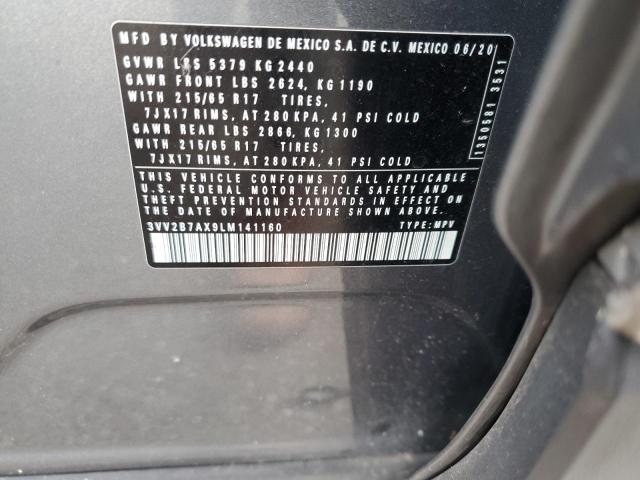 MFD BY VOLKSWAGEN DE MEXICO S.A. DE C.V. MEXICO 06/20
GVWR LBS 5379 KG 2440
GAWR FRONT LBS 2624, KG 1190
WITH 215/65 R17 TIRES,
7JX17 RIMS, AT 280 KPA, 41 PSI COLD
GAWR REAR LBS 2866, KG 1300
WITH 215/65 R17 TIRES,
7JX17 RIMS, AT 280 KPA, 41 PSI COLD
THIS VEHICLE CONFORMS TO ALL APPLICABLE
U.S. FEDERAL MOTOR VEHICLE SAFETY AND
THEFT PREVENTION STANDARDS IN EFFECT ON
THE DATE OF MANUFACTURE SHOWN ABOVE.
3VV2B7AX9LM141160 TYPE: MPV
1350581 3531